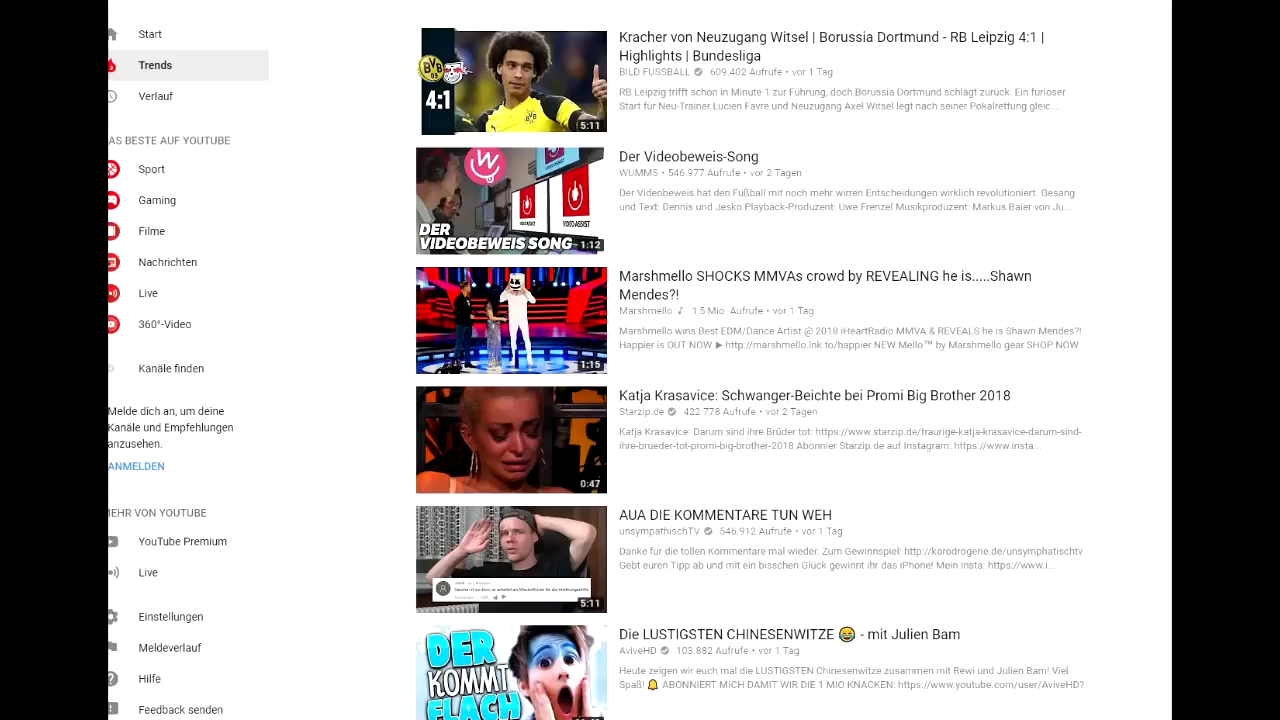 Start
Trends
Verlauf
AS BESTE AUF YOUTUBE
Sport
Gaming
Filme
Nachrichten
Live
360°-Video
Kanäle finden
Melde dich an, um deine
Kanäle und Empfehlungen
anzusehen.
ANMELDEN
MEHR VON YOUTUBE
YouTube Premium
Live
instellungen
Meldeverlauf
Hilfe
Feedback senden
BVB
09
4:1
5:11
Kracher von Neuzugang Witsel | Borussia Dortmund - RB Leipzig 4:1 |
Highlights | Bundesliga
BILD FUSSBALL 609.402 Aufrufe • vor 1 Tag
RB Leipzig trifft schon in Minute 1 zur Führung, doch Borussia Dortmund schlägt zurück. Ein furioser
Start für Neu-Trainer Lucien Favre und Neuzugang Axel Witsel legt nach seiner Pokalrettung gleic...
W
VIDEO ASSIST
DER
VIDEOBEWEIS SONG
1:12
Der Videobeweis-Song
WUMMS • 546.977 Aufrufe • vor 2 Tagen
Der Videobeweis hat den Fußball mit noch mehr wirren Entscheidungen wirklich revolutioniert. Gesang
und Text: Dennis und Jesko Playback-Produzent: Uwe Frenzel Musikproduzent: Markus Baier von Ju...
1:15
Marshmello SHOCKS MMVAs crowd by REVEALING he is.....Shawn
Mendes?!
Marshmello ♪ 1,5 Mio. Aufrufe • vor 1 Tag
Marshmello wins Best EDM/Dance Artist @ 2018 iHeartRadio MMVA & REVEALS he is Shawn Mendes?!
Happier is OUT NOW ▶ http://marshmello.lnk.to/happier NEW Mello™ by Marshmello gear SHOP NOW
0:47
Katja Krasavice: Schwanger-Beichte bei Promi Big Brother 2018
Starzip.de 422.778 Aufrufe • vor 2 Tagen
Katja Krasavice: Darum sind ihre Brüder tot: https://www.starzip.de/traurige-katja-krasavice-darum-sind-
ihre-brueder-tot-promi-big-brother-2018 Abonnier Starzip.de auf Instagram: https://www.insta...
5:11
AUA DIE KOMMENTARE TUN WEH
unsympathischTV 546.912 Aufrufe • vor 1 Tag
Danke für die tollen Kommentare mal wieder. Zum Gewinnspiel: http://korodrogerie.de/unsymphatischtv
Gebt euren Tipp ab und mit ein bisschen Glück gewinnt ihr das iPhone! Mein Insta: https://www.i...
DER
KOMMT
FLACH
Die LUSTIGSTEN CHINESENWITZE 😂 - mit Julien Bam
AviveHD 103.882 Aufrufe • vor 1 Tag
Heute zeigen wir euch mal die LUSTIGSTEN Chinesenwitze zusammen mit Rewi und Julien Bam! Viel
Spaß! 🔔 ABONNIERT MICH DAMIT WIR DIE 1 MIO KNACKEN: https://www.youtube.com/user/AviveHD?